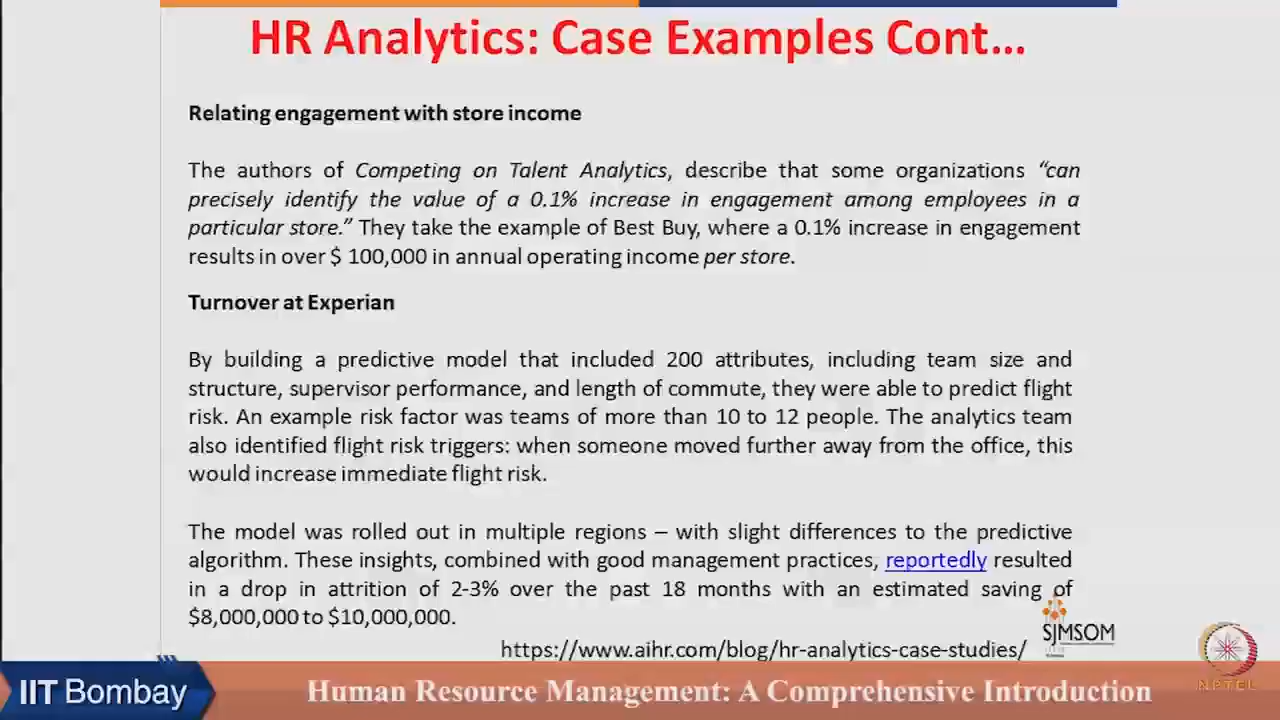 HR Analytics: Case Examples Cont...
Relating engagement with store income
The authors of Competing on Talent Analytics, describe that some organizations “can
precisely identify the value of a 0.1% increase in engagement among employees in a
particular store.” They take the example of Best Buy, where a 0.1% increase in engagement
results in over $ 100,000 in annual operating income per store.
Turnover at Experian
By building a predictive model that included 200 attributes, including team size and
structure, supervisor performance, and length of commute, they were able to predict flight
risk. An example risk factor was teams of more than 10 to 12 people. The analytics team
also identified flight risk triggers: when someone moved further away from the office, this
would increase immediate flight risk.
The model was rolled out in multiple regions – with slight differences to the predictive
algorithm. These insights, combined with good management practices, reportedly resulted
in a drop in attrition of 2-3% over the past 18 months with an estimated saving of
$8,000,000 to $10,000,000.
SJMSOM
https://www.aihr.com/blog/hr-analytics-case-studies/
IIT Bombay
Human Resource Management: A Comprehensive Introduction
NPTEL